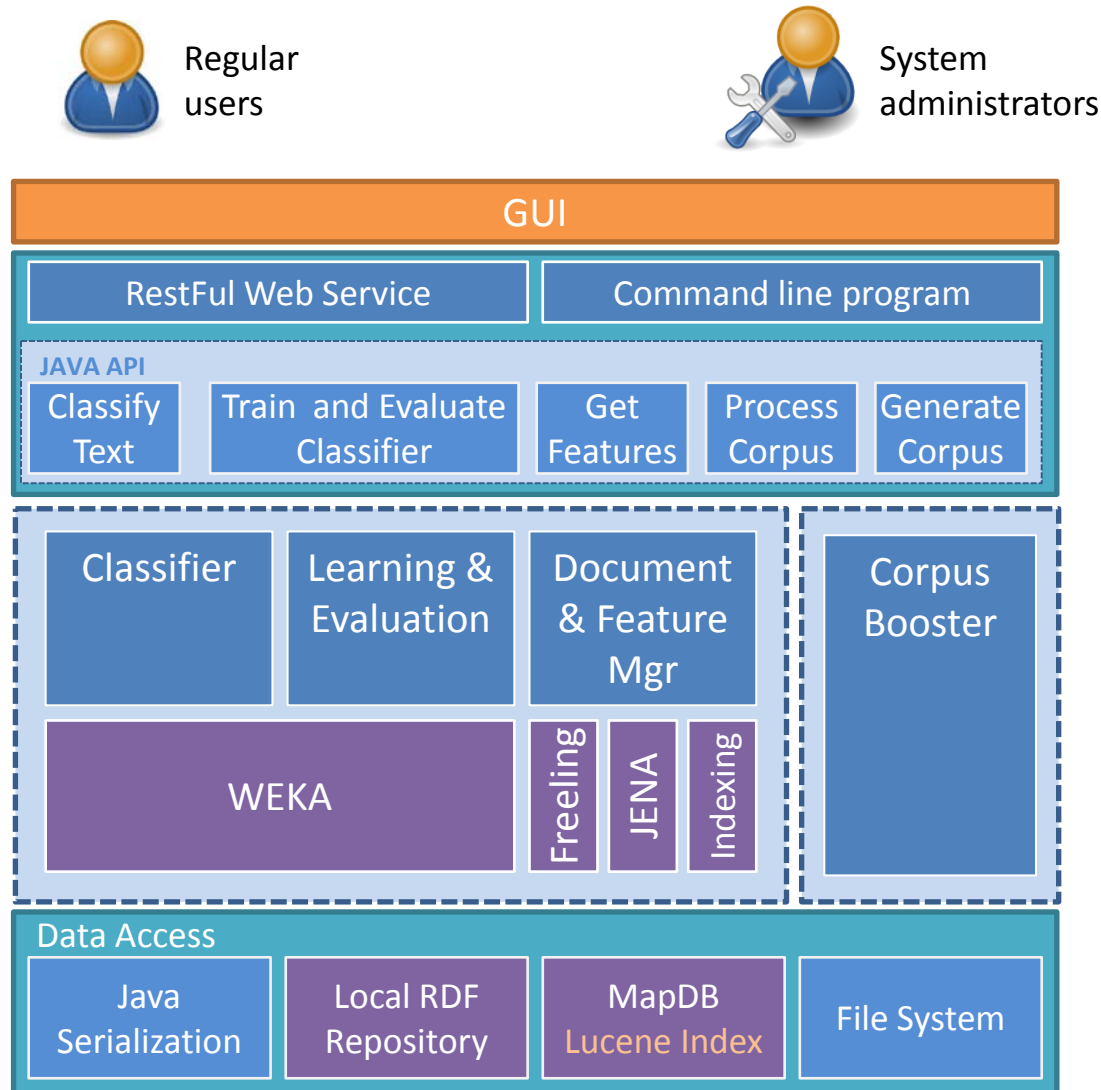 Regular
users
System
administrators
GUI
RestFul Web Service
Command line program
JAVA API
Classify
Text
Train and Evaluate
Classifier
Get
Features
Process
Corpus
Generate
Corpus
Classifier
Learning &
Evaluation
Document
& Feature
Mgr
Corpus
Booster
WEKA
Freeling
JENA
Indexing
Data Access
Java
Serialization
Local RDF
Repository
MapDB
Lucene Index
File System